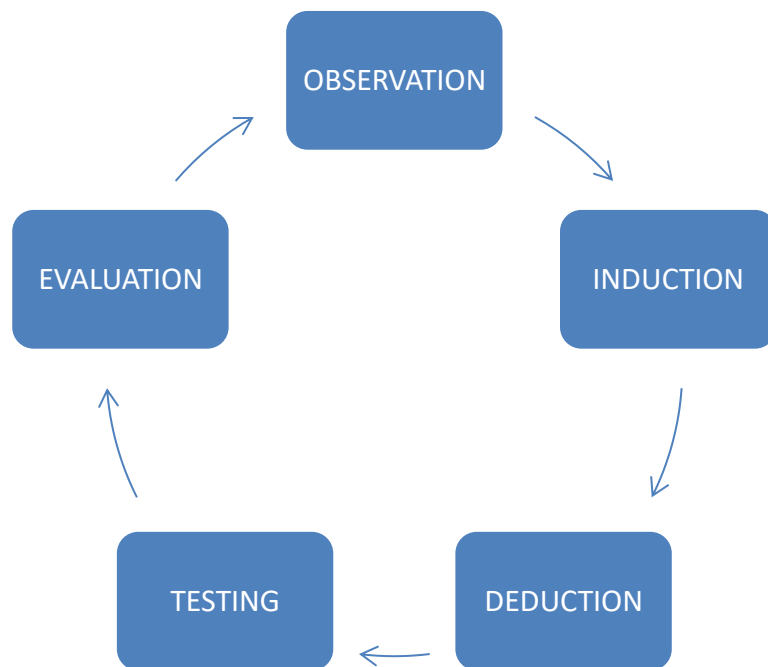 OBSERVATION
INDUCTION
DEDUCTION
TESTING
EVALUATION